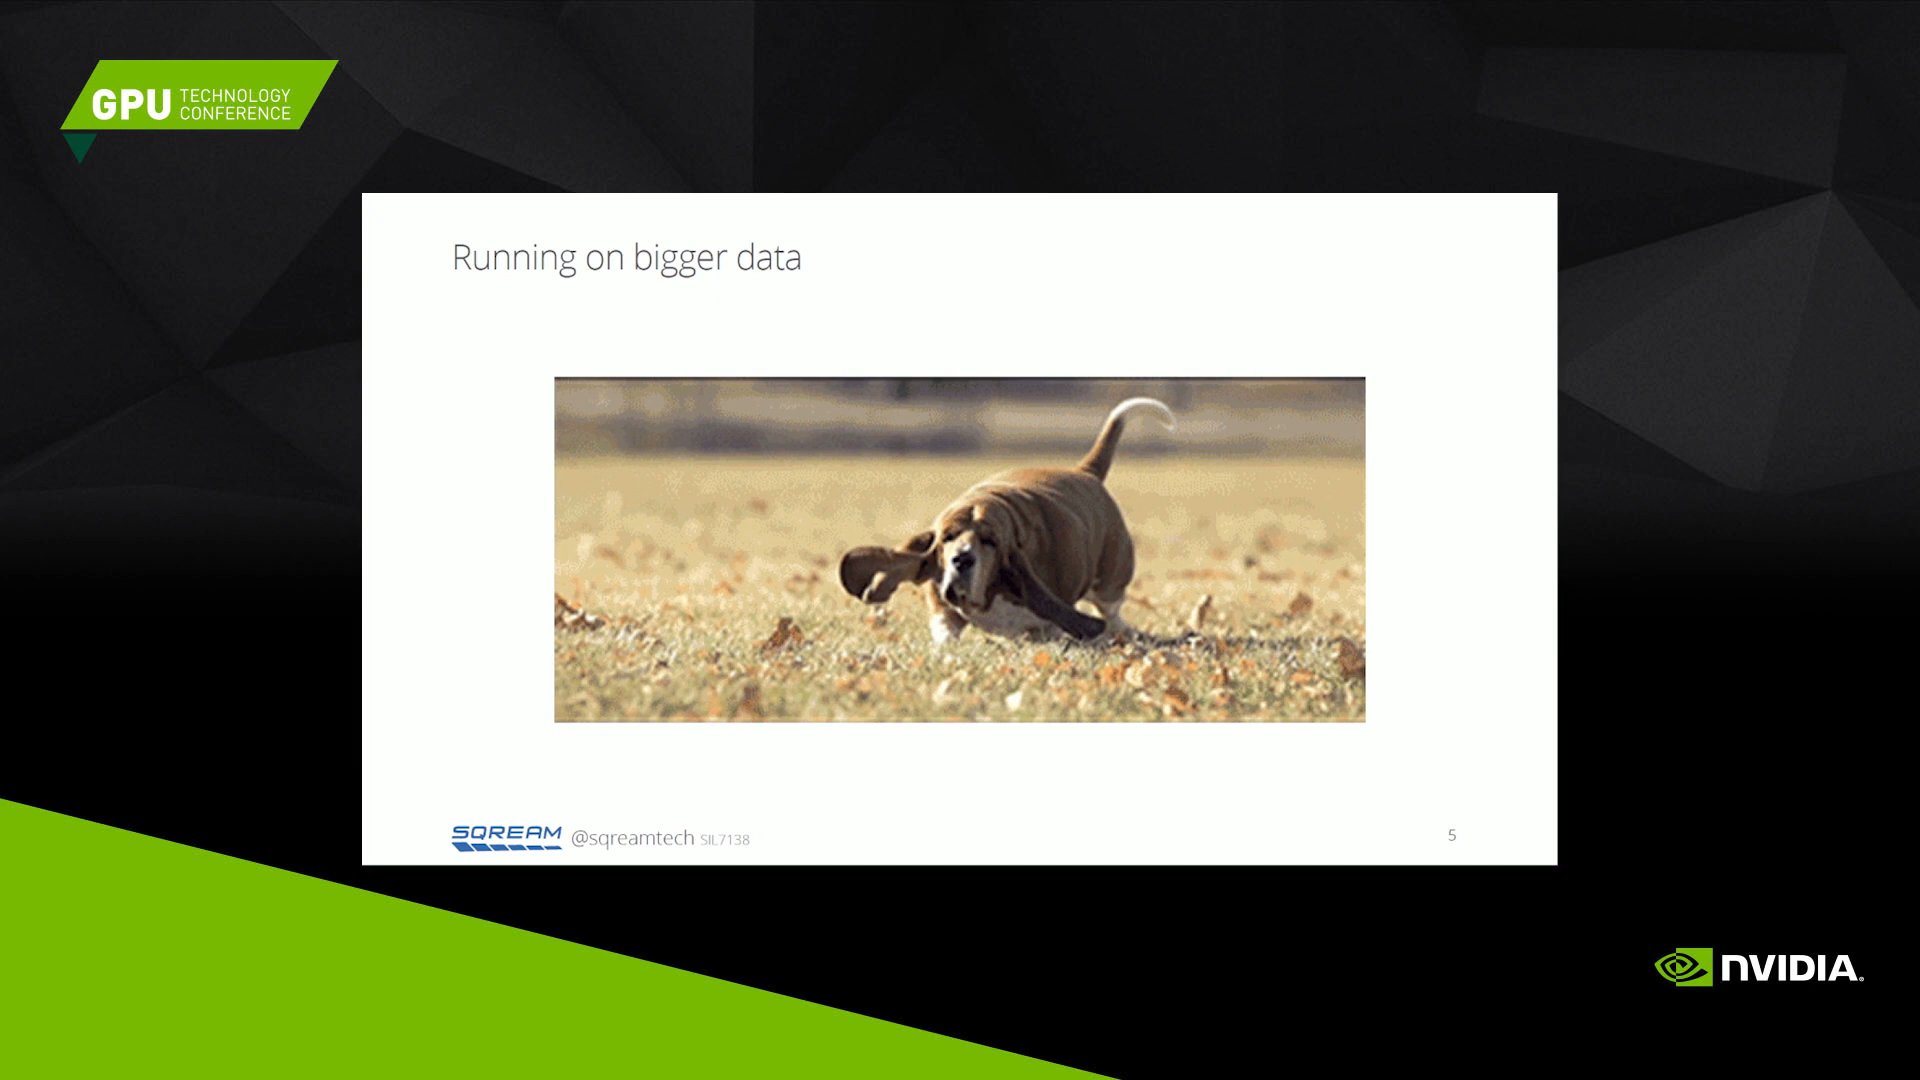 GPU TECHNOLOGY
CONFERENCE
Running on bigger data
SQREAM @sqreamtech SIL7138
5
NVIDIA.